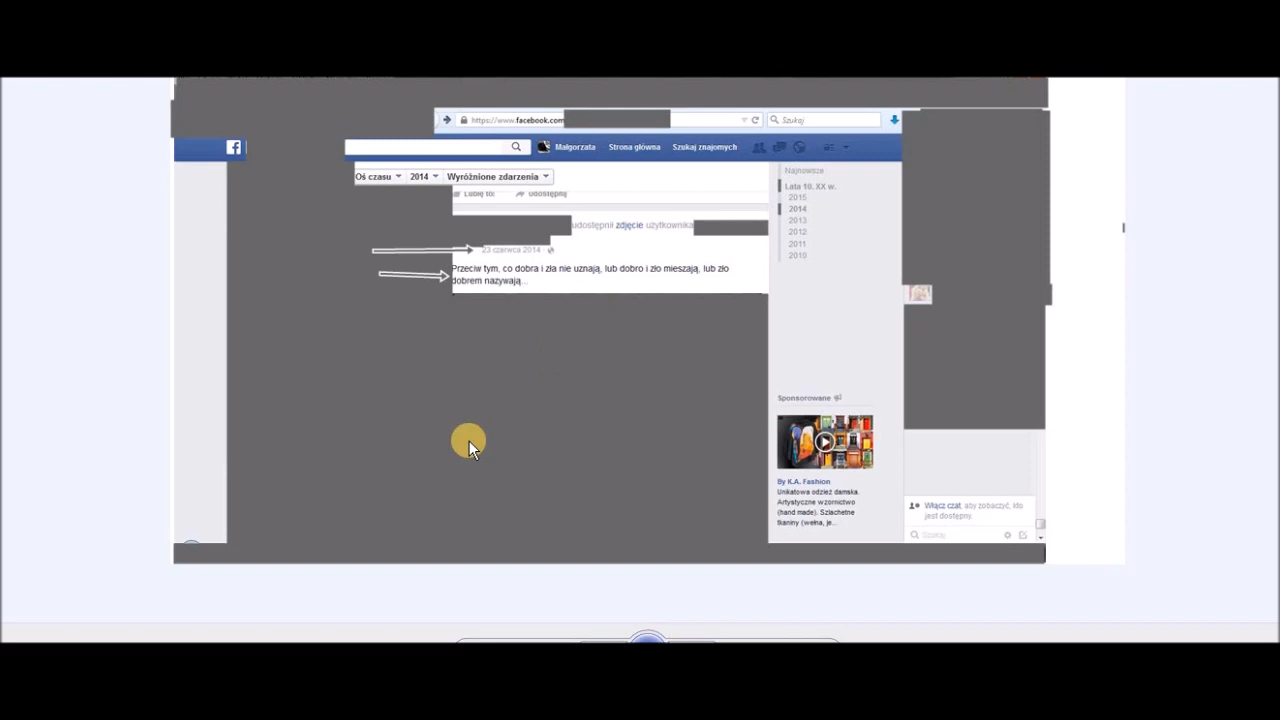 https://www.facebook.com
Szukaj
Małgorzata Strona główna Szukaj znajomych
Oś czasu 2014 Wyróżnione zdarzenia
Lubię to! Udostępnij
udostępnił zdjęcie użytkownika
23 czerwca 2014
Przeciw tym, co dobra i zła nie uznają, lub dobro i zło mieszają, lub zło
dobrem nazywają...
Najnowsze
Lata 10. XX w.
2015
2014
2013
2012
2011
2010
Sponsorowane
By K.A. Fashion
Unikatowa odzież damska.
Artystyczne wzornictwo
(hand made). Szlachetne
tkaniny (wełna, je...
Włącz czat, aby zobaczyć, kto
jest dostępny.
Szukaj